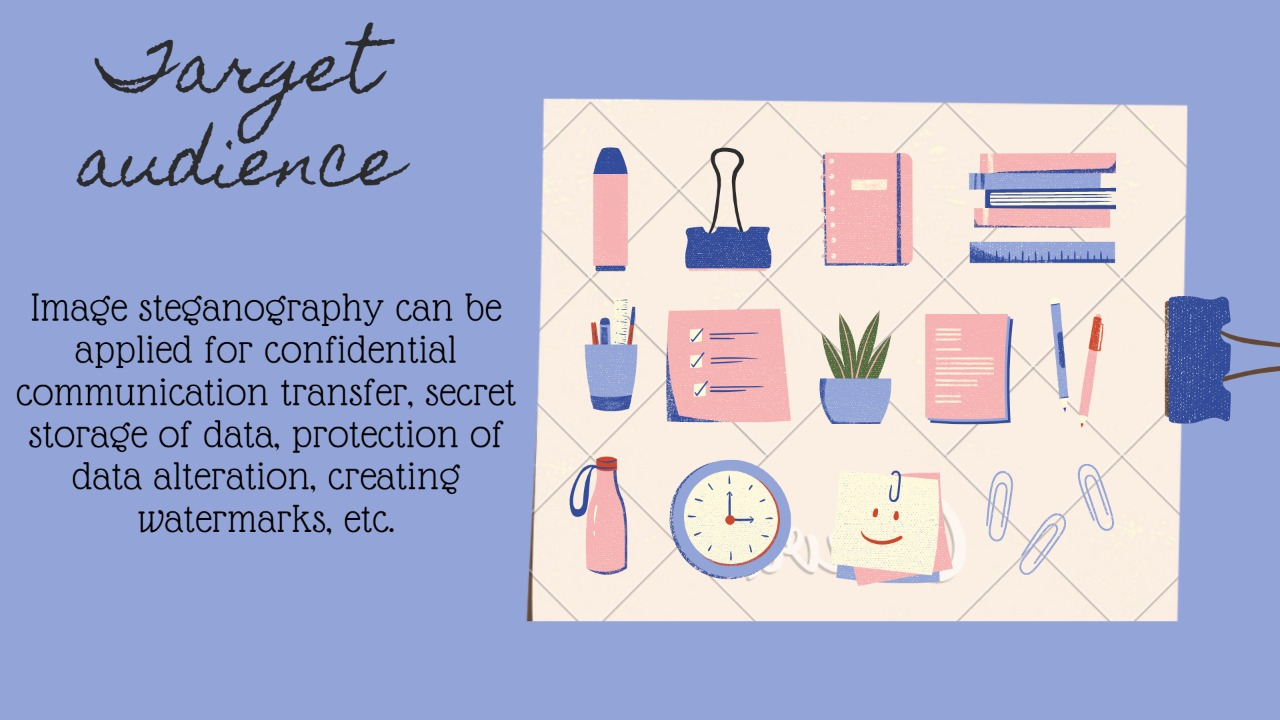 Target
audience
Image steganography can be
applied for confidential
communication transfer, secret
storage of data, protection of
data alteration, creating
watermarks, etc.